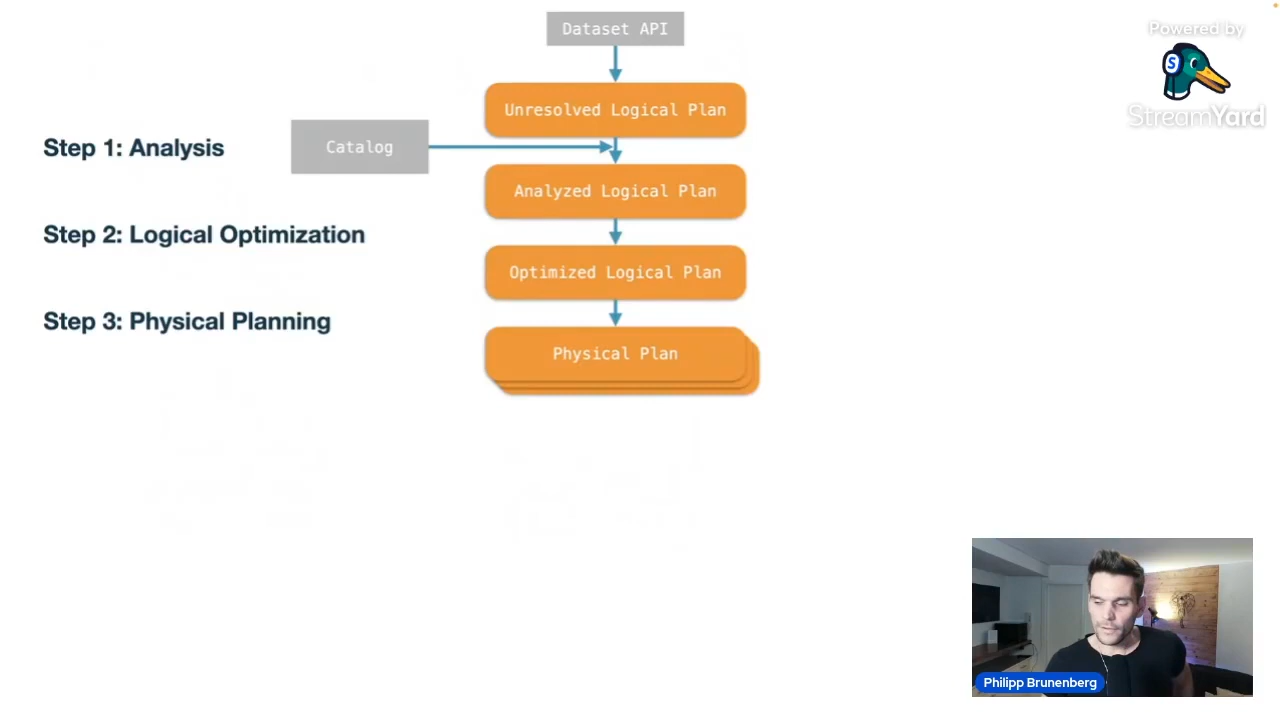 Dataset API
Powered by
S
StreamYard
Unresolved Logical Plan
Step 1: Analysis
Catalog
Analyzed Logical Plan
Step 2: Logical Optimization
Optimized Logical Plan
Step 3: Physical Planning
Physical Plan
Philipp Brunenberg